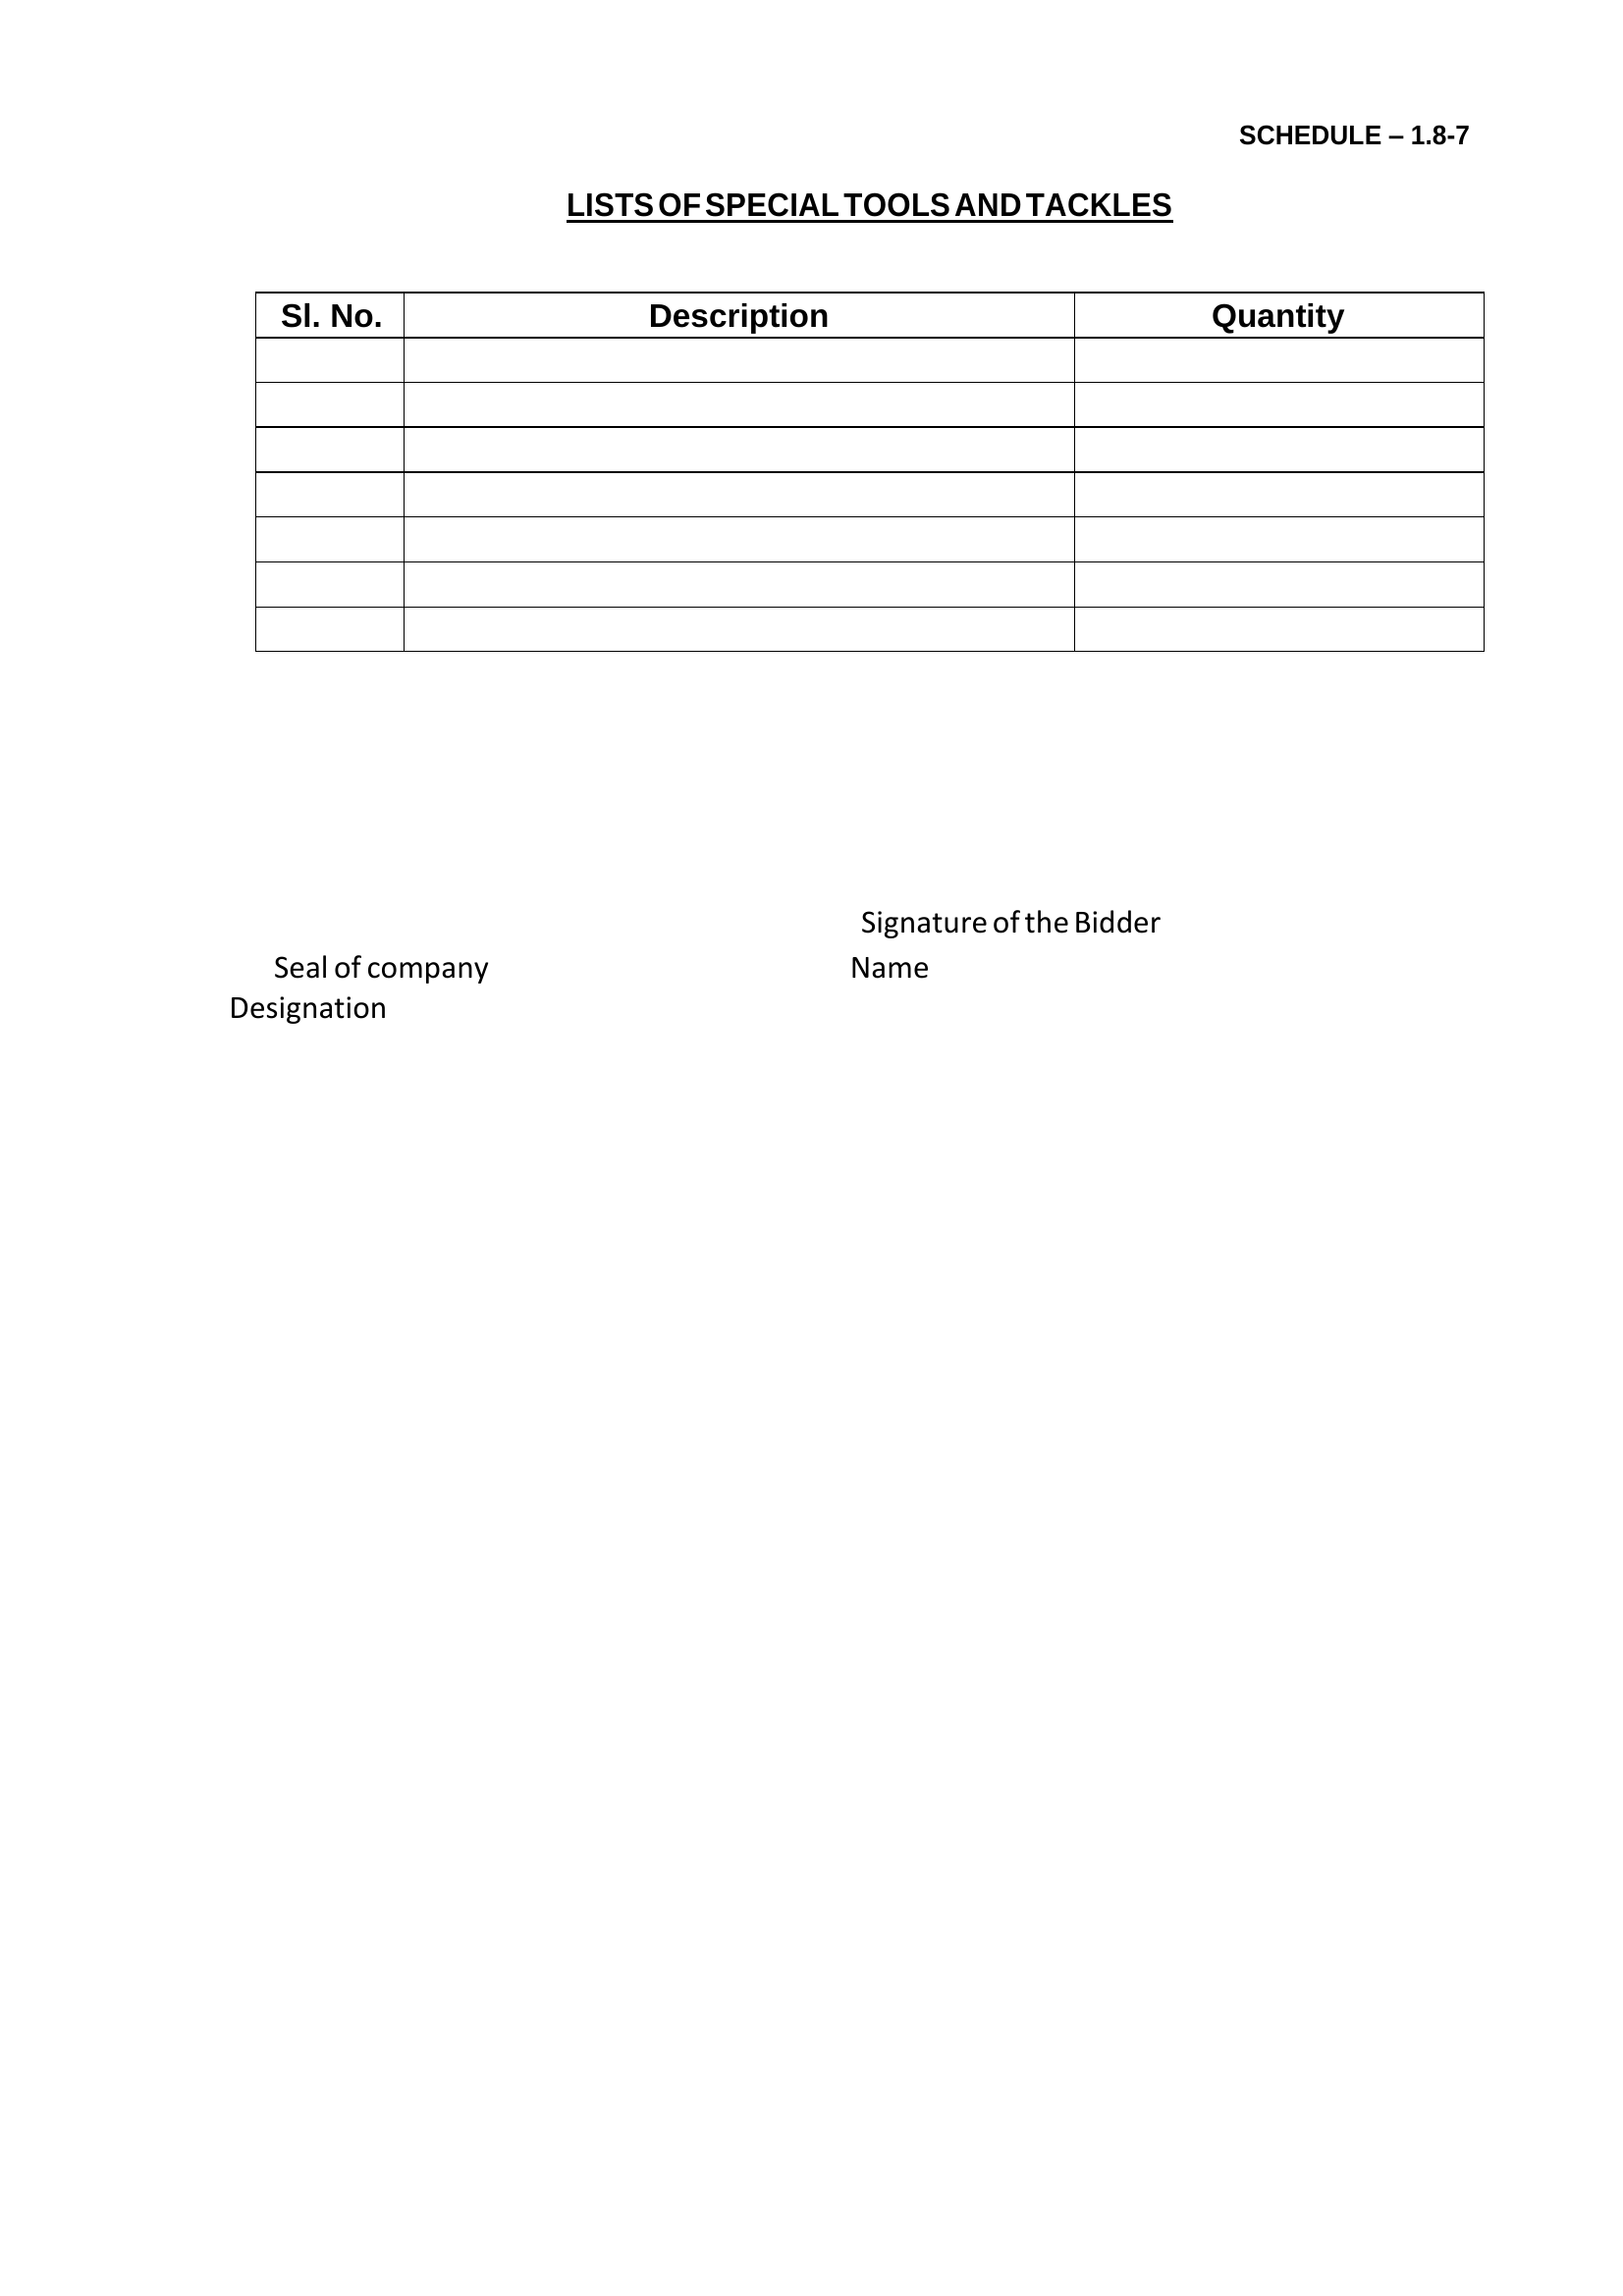 SCHEDULE – 1.8-7
LISTS OF SPECIAL TOOLS AND TACKLES
Sl. No. Description Quantity
Signature of the Bidder
Seal of company Name
Designation